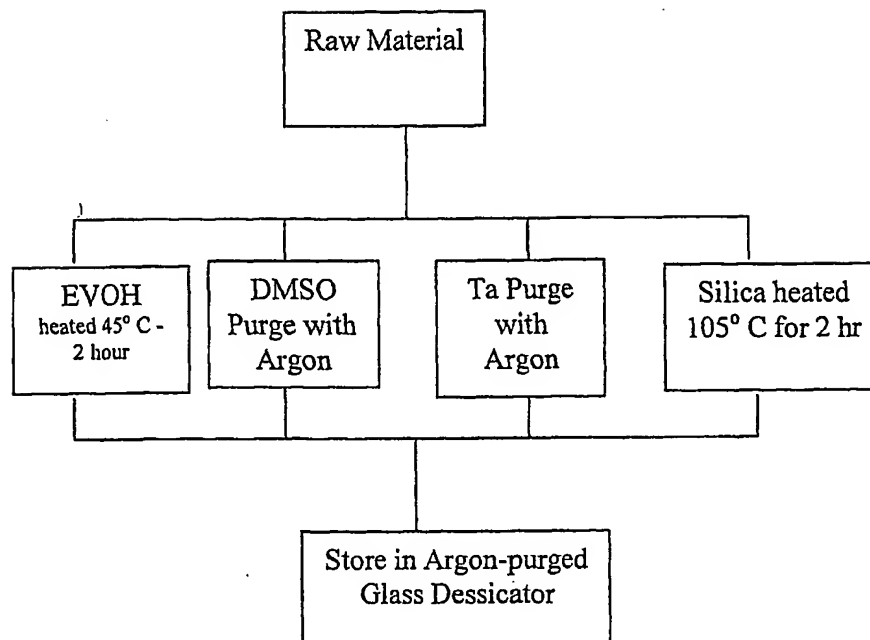 Raw Material
EVOH
heated 45° C -
2 hour
DMSO
Purge with
Argon
Ta Purge
with
Argon
Silica heated
105° C for 2 hr
Store in Argon-purged
Glass Dessicator